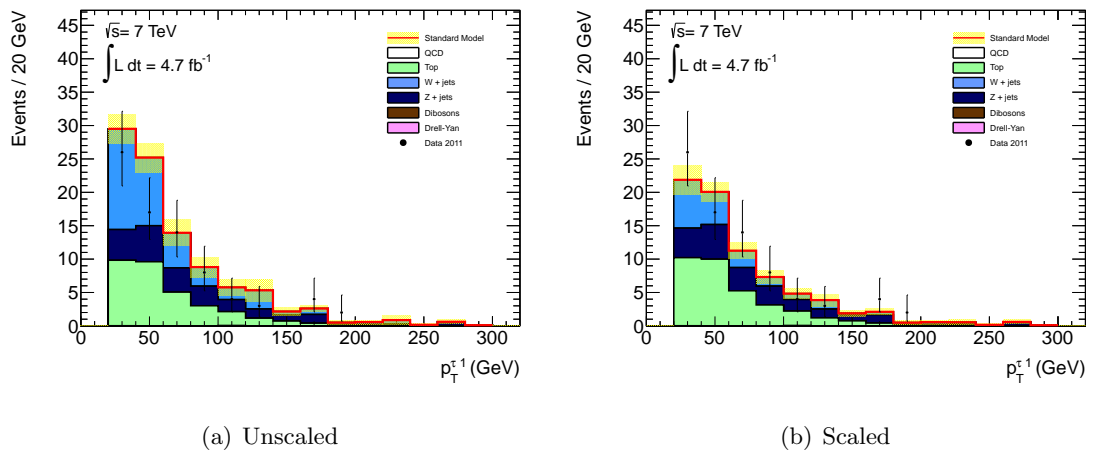 Events / 20 GeV
45
40
35
30
25
20
15
10
5
0
√s= 7 TeV
∫ L dt = 4.7 fb⁻¹
Standard Model
QCD
Top
W + jets
Z + jets
Dibosons
Drell-Yan
Data 2011
0 50 100 150 200 250 300
p_T^{τ 1} (GeV)
(a) Unscaled
Events / 20 GeV
45
40
35
30
25
20
15
10
5
0
√s= 7 TeV
∫ L dt = 4.7 fb⁻¹
Standard Model
QCD
Top
W + jets
Z + jets
Dibosons
Drell-Yan
Data 2011
0 50 100 150 200 250 300
p_T^{τ 1} (GeV)
(b) Scaled